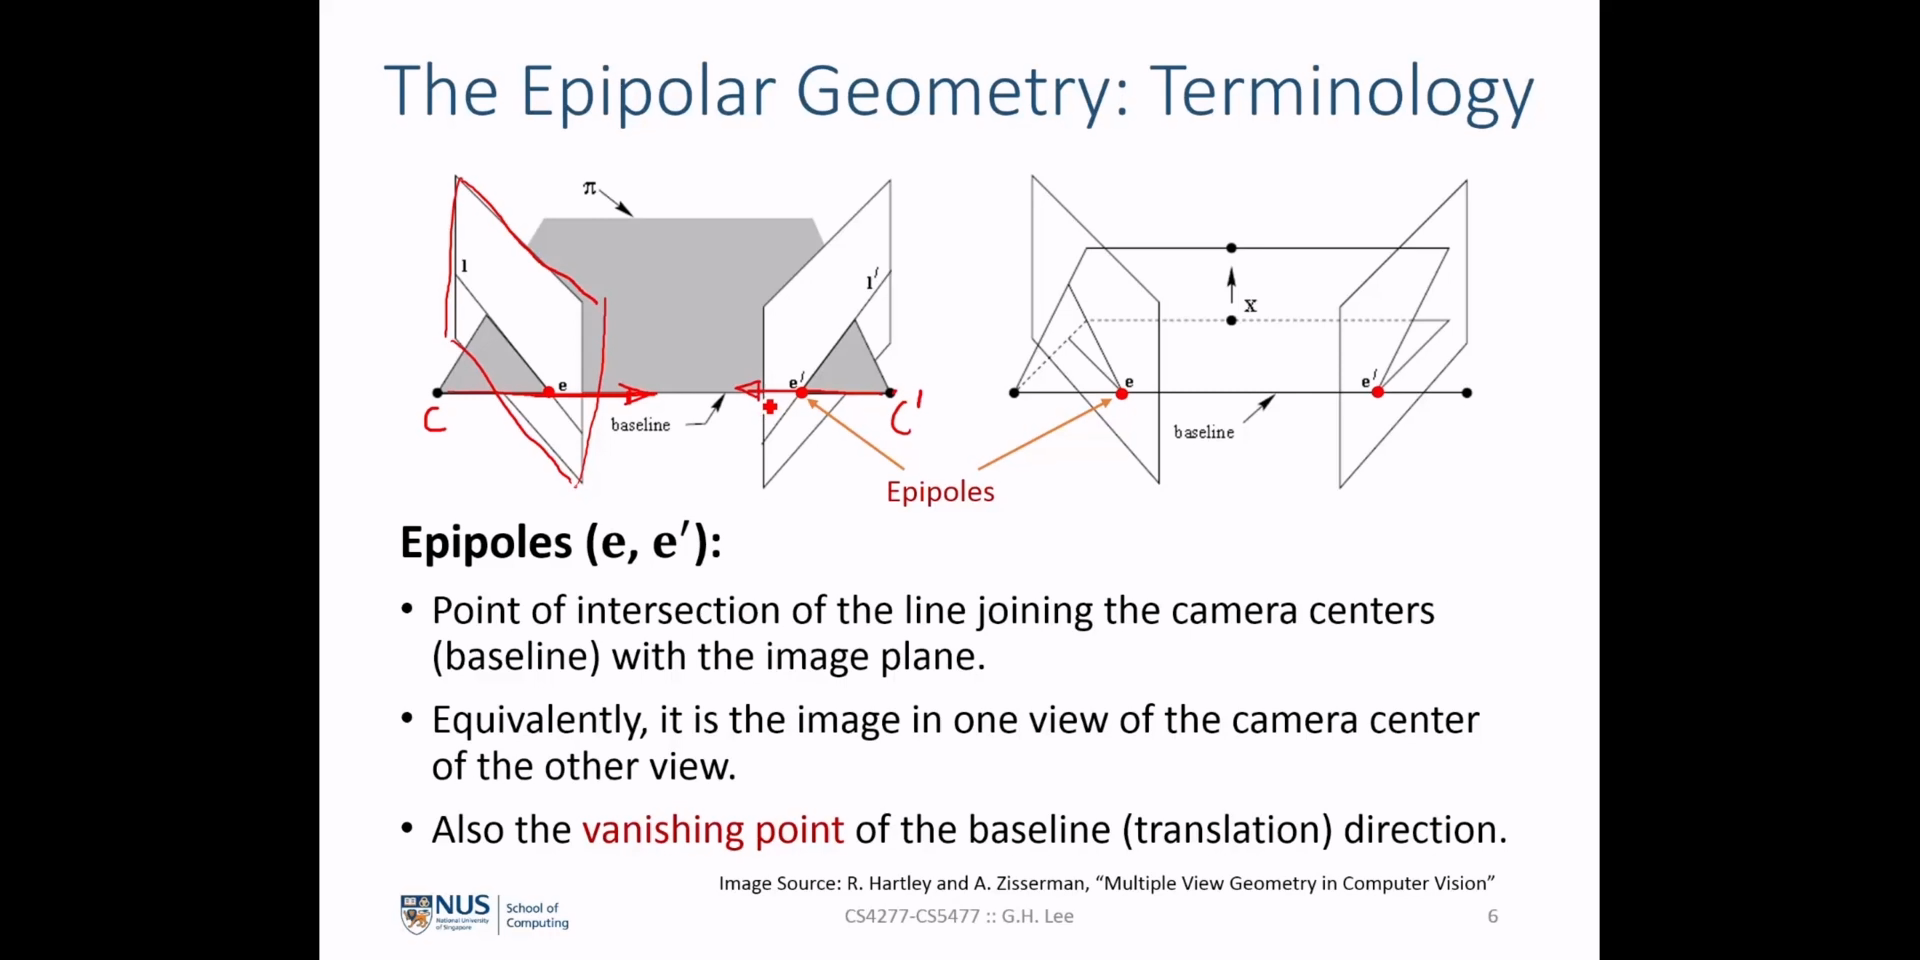 The Epipolar Geometry: Terminology
π
l
l′
e
e′
C
C'
baseline
x
e
e′
baseline
Epipoles
Epipoles (e, e′):
• Point of intersection of the line joining the camera centers
(baseline) with the image plane.
• Equivalently, it is the image in one view of the camera center
of the other view.
• Also the vanishing point of the baseline (translation) direction.
Image Source: R. Hartley and A. Zisserman, “Multiple View Geometry in Computer Vision”
NUS
National University
of Singapore
School of
Computing
CS4277-CS5477 :: G.H. Lee
6